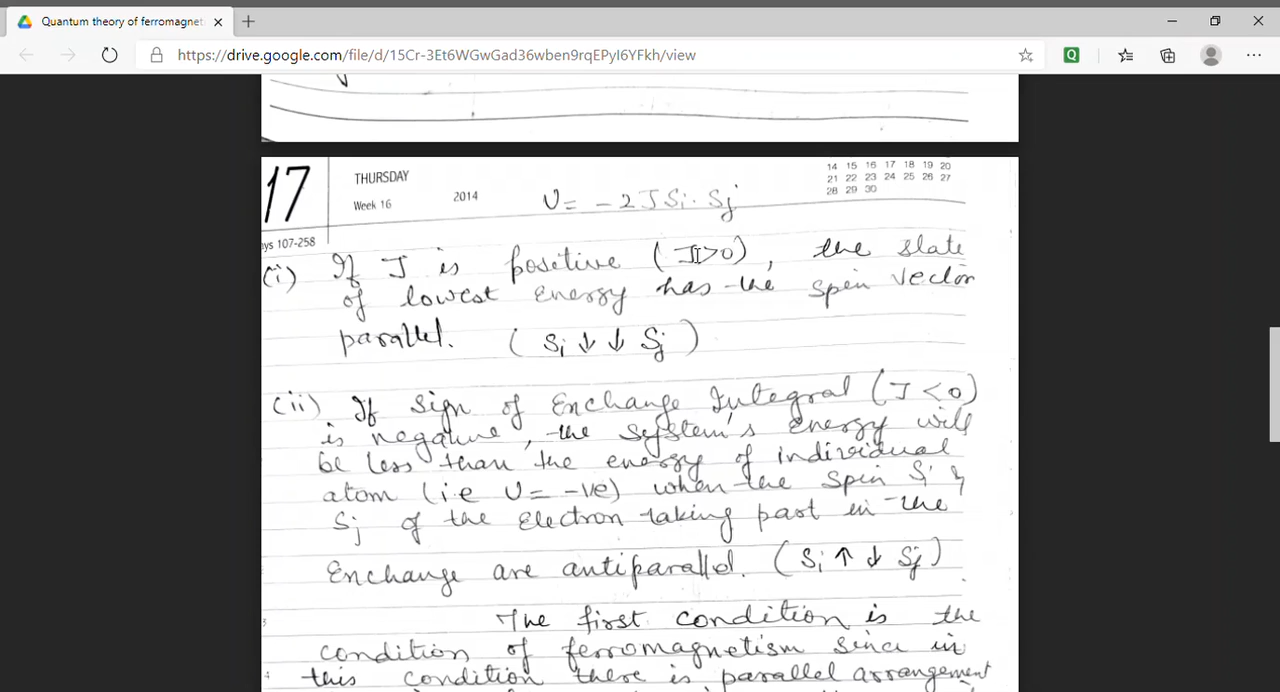 Quantum theory of ferromagnet
https://drive.google.com/file/d/15Cr-3Et6WGwGad36wben9rqEPyI6YFkh/view
17
THURSDAY
Week 16
2014
U = - 2 J Si . Sj
14 15 16 17 18 19 20
21 22 23 24 25 26 27
28 29 30
ys 107-258
(i) If J is positive (J>0), the state
of lowest energy has the spin vector
parallel. (Si ↓ ↓ Sj)
(ii) If sign of Exchange Integral (J < 0)
is negative, the system's energy will
be less than the energy of individual
atom (i.e U = -ve) when the spin Si &
Sj of the electron taking part in the
Exchange are antiparallel. (Si ↑ ↓ Sj)
The first condition is the
condition of ferromagnetism since in
this condition there is parallel arrangement